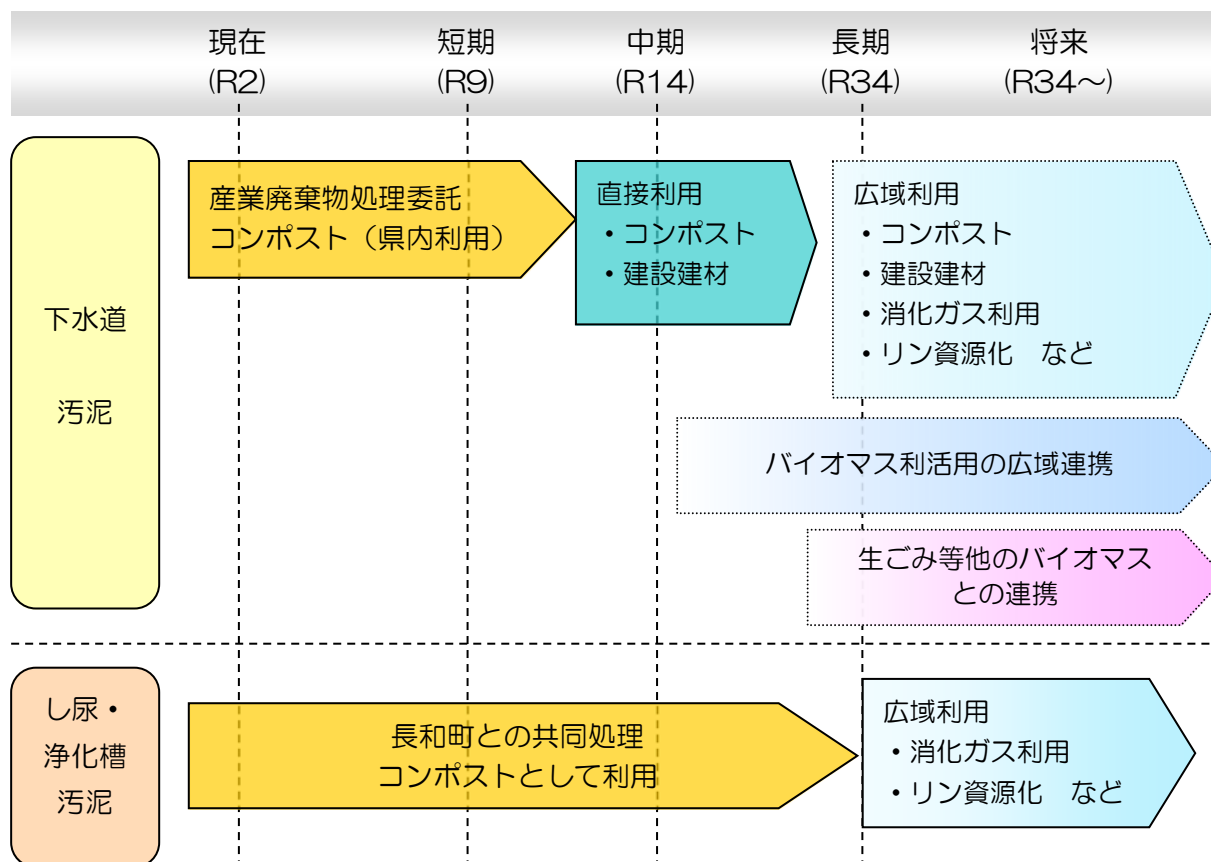 現在
(R2)
短期
(R9)
中期
(R14)
長期
(R34)
将来
(R34～)
下水道
汚泥
産業廃棄物処理委託
コンポスト（県内利用）
直接利用
・コンポスト
・建設建材
広域利用
・コンポスト
・建設建材
・消化ガス利用
・リン資源化　など
バイオマス利活用の広域連携
生ごみ等他のバイオマス
との連携
し尿・
浄化槽
汚泥
長和町との共同処理
コンポストとして利用
広域利用
・消化ガス利用
・リン資源化　など